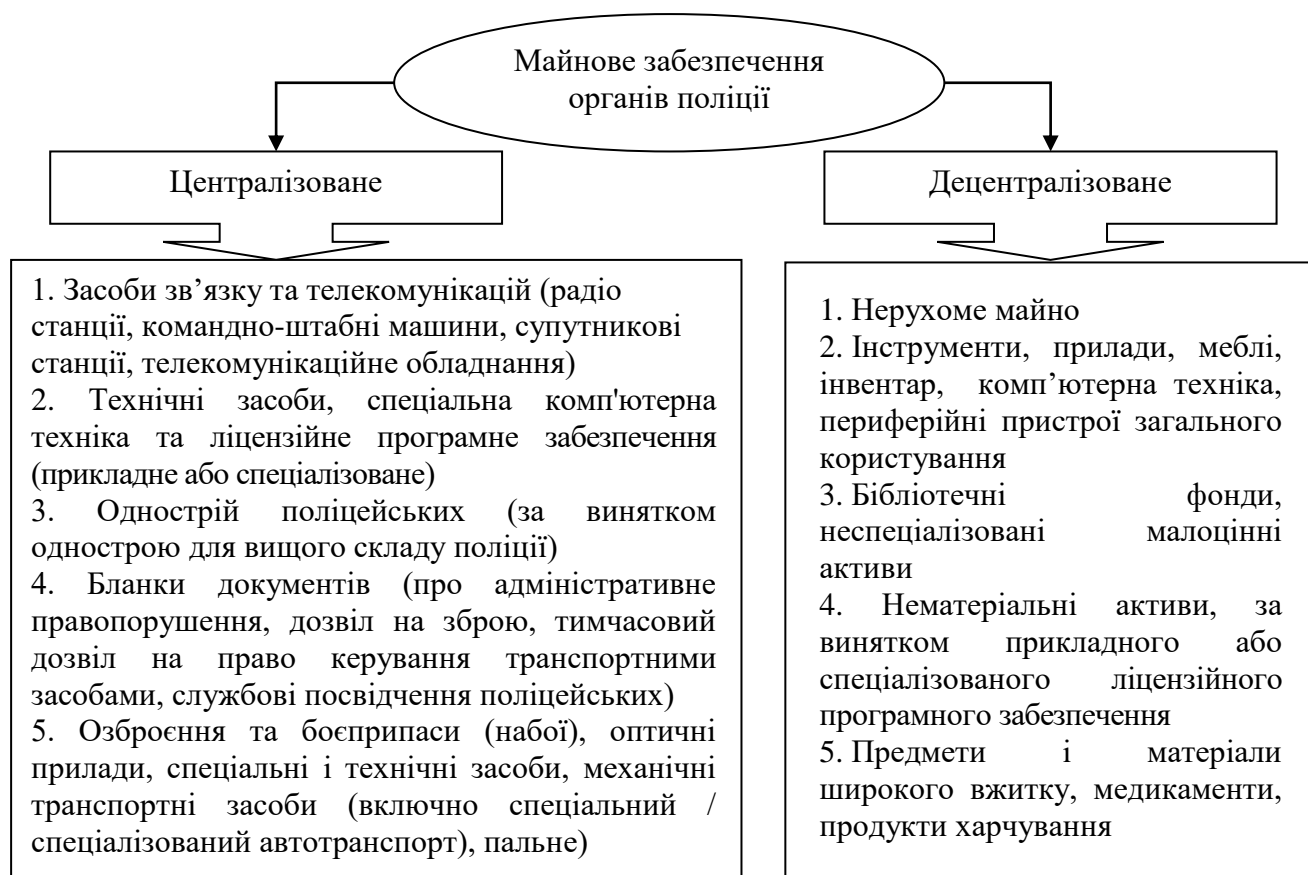 Майнове забезпечення
органів поліції
Централізоване
Децентралізоване
1. Засоби зв’язку та телекомунікацій (радіо
станції, командно-штабні машини, супутникові
станції, телекомунікаційне обладнання)
2. Технічні засоби, спеціальна комп'ютерна
техніка та ліцензійне програмне забезпечення
(прикладне або спеціалізоване)
3. Однострій поліцейських (за винятком
однострою для вищого складу поліції)
4. Бланки документів (про адміністративне
правопорушення, дозвіл на зброю, тимчасовий
дозвіл на право керування транспортними
засобами, службові посвідчення поліцейських)
5. Озброєння та боєприпаси (набої), оптичні
прилади, спеціальні і технічні засоби, механічні
транспортні засоби (включно спеціальний /
спеціалізований автотранспорт), пальне)
1. Нерухоме майно
2. Інструменти, прилади, меблі,
інвентар, комп’ютерна техніка,
периферійні пристрої загального
користування
3. Бібліотечні фонди,
неспеціалізовані малоцінні
активи
4. Нематеріальні активи, за
винятком прикладного або
спеціалізованого ліцензійного
програмного забезпечення
5. Предмети і матеріали
широкого вжитку, медикаменти,
продукти харчування